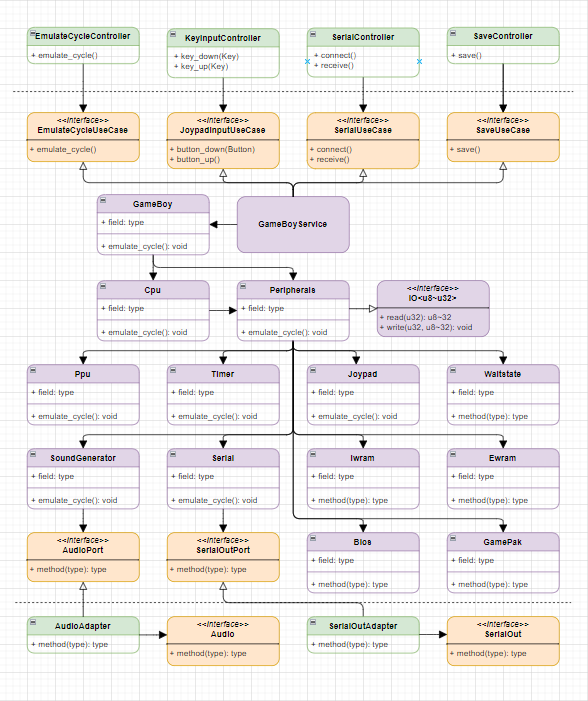 EmulateCycleController
+ emulate_cycle()
KeyInputController
+ key_down(Key)
+ key_up(Key)
SerialController
+ connect()
+ receive()
SaveController
+ save()
<<interface>>
EmulateCycleUseCase
+ emulate_cycle()
<<interface>>
JoypadInputUseCase
+ button_down(Button)
+ button_up()
<<interface>>
SerialUseCase
+ connect()
+ receive()
<<interface>>
SaveUseCase
+ save()
GameBoy
+ field: type
+ emulate_cycle(): void
GameBoyService
Cpu
+ field: type
+ emulate_cycle(): void
Peripherals
+ field: type
+ emulate_cycle(): void
<<interface>>
IO<u8~u32>
+ read(u32): u8~32
+ write(u32, u8~32): void
Ppu
+ field: type
+ emulate_cycle(): void
Timer
+ field: type
+ emulate_cycle(): void
Joypad
+ field: type
+ emulate_cycle(): void
Waitstate
+ field: type
+ method(type): type
SoundGenerator
+ field: type
+ emulate_cycle(): void
Serial
+ field: type
+ emulate_cycle(): void
Iwram
+ field: type
+ method(type): type
Ewram
+ field: type
+ method(type): type
<<interface>>
AudioPort
+ method(type): type
<<interface>>
SerialOutPort
+ method(type): type
Bios
+ field: type
+ method(type): type
GamePak
+ field: type
+ method(type): type
AudioAdapter
+ method(type): type
<<interface>>
Audio
+ method(type): type
SerialOutAdapter
+ method(type): type
<<interface>>
SerialOut
+ method(type): type